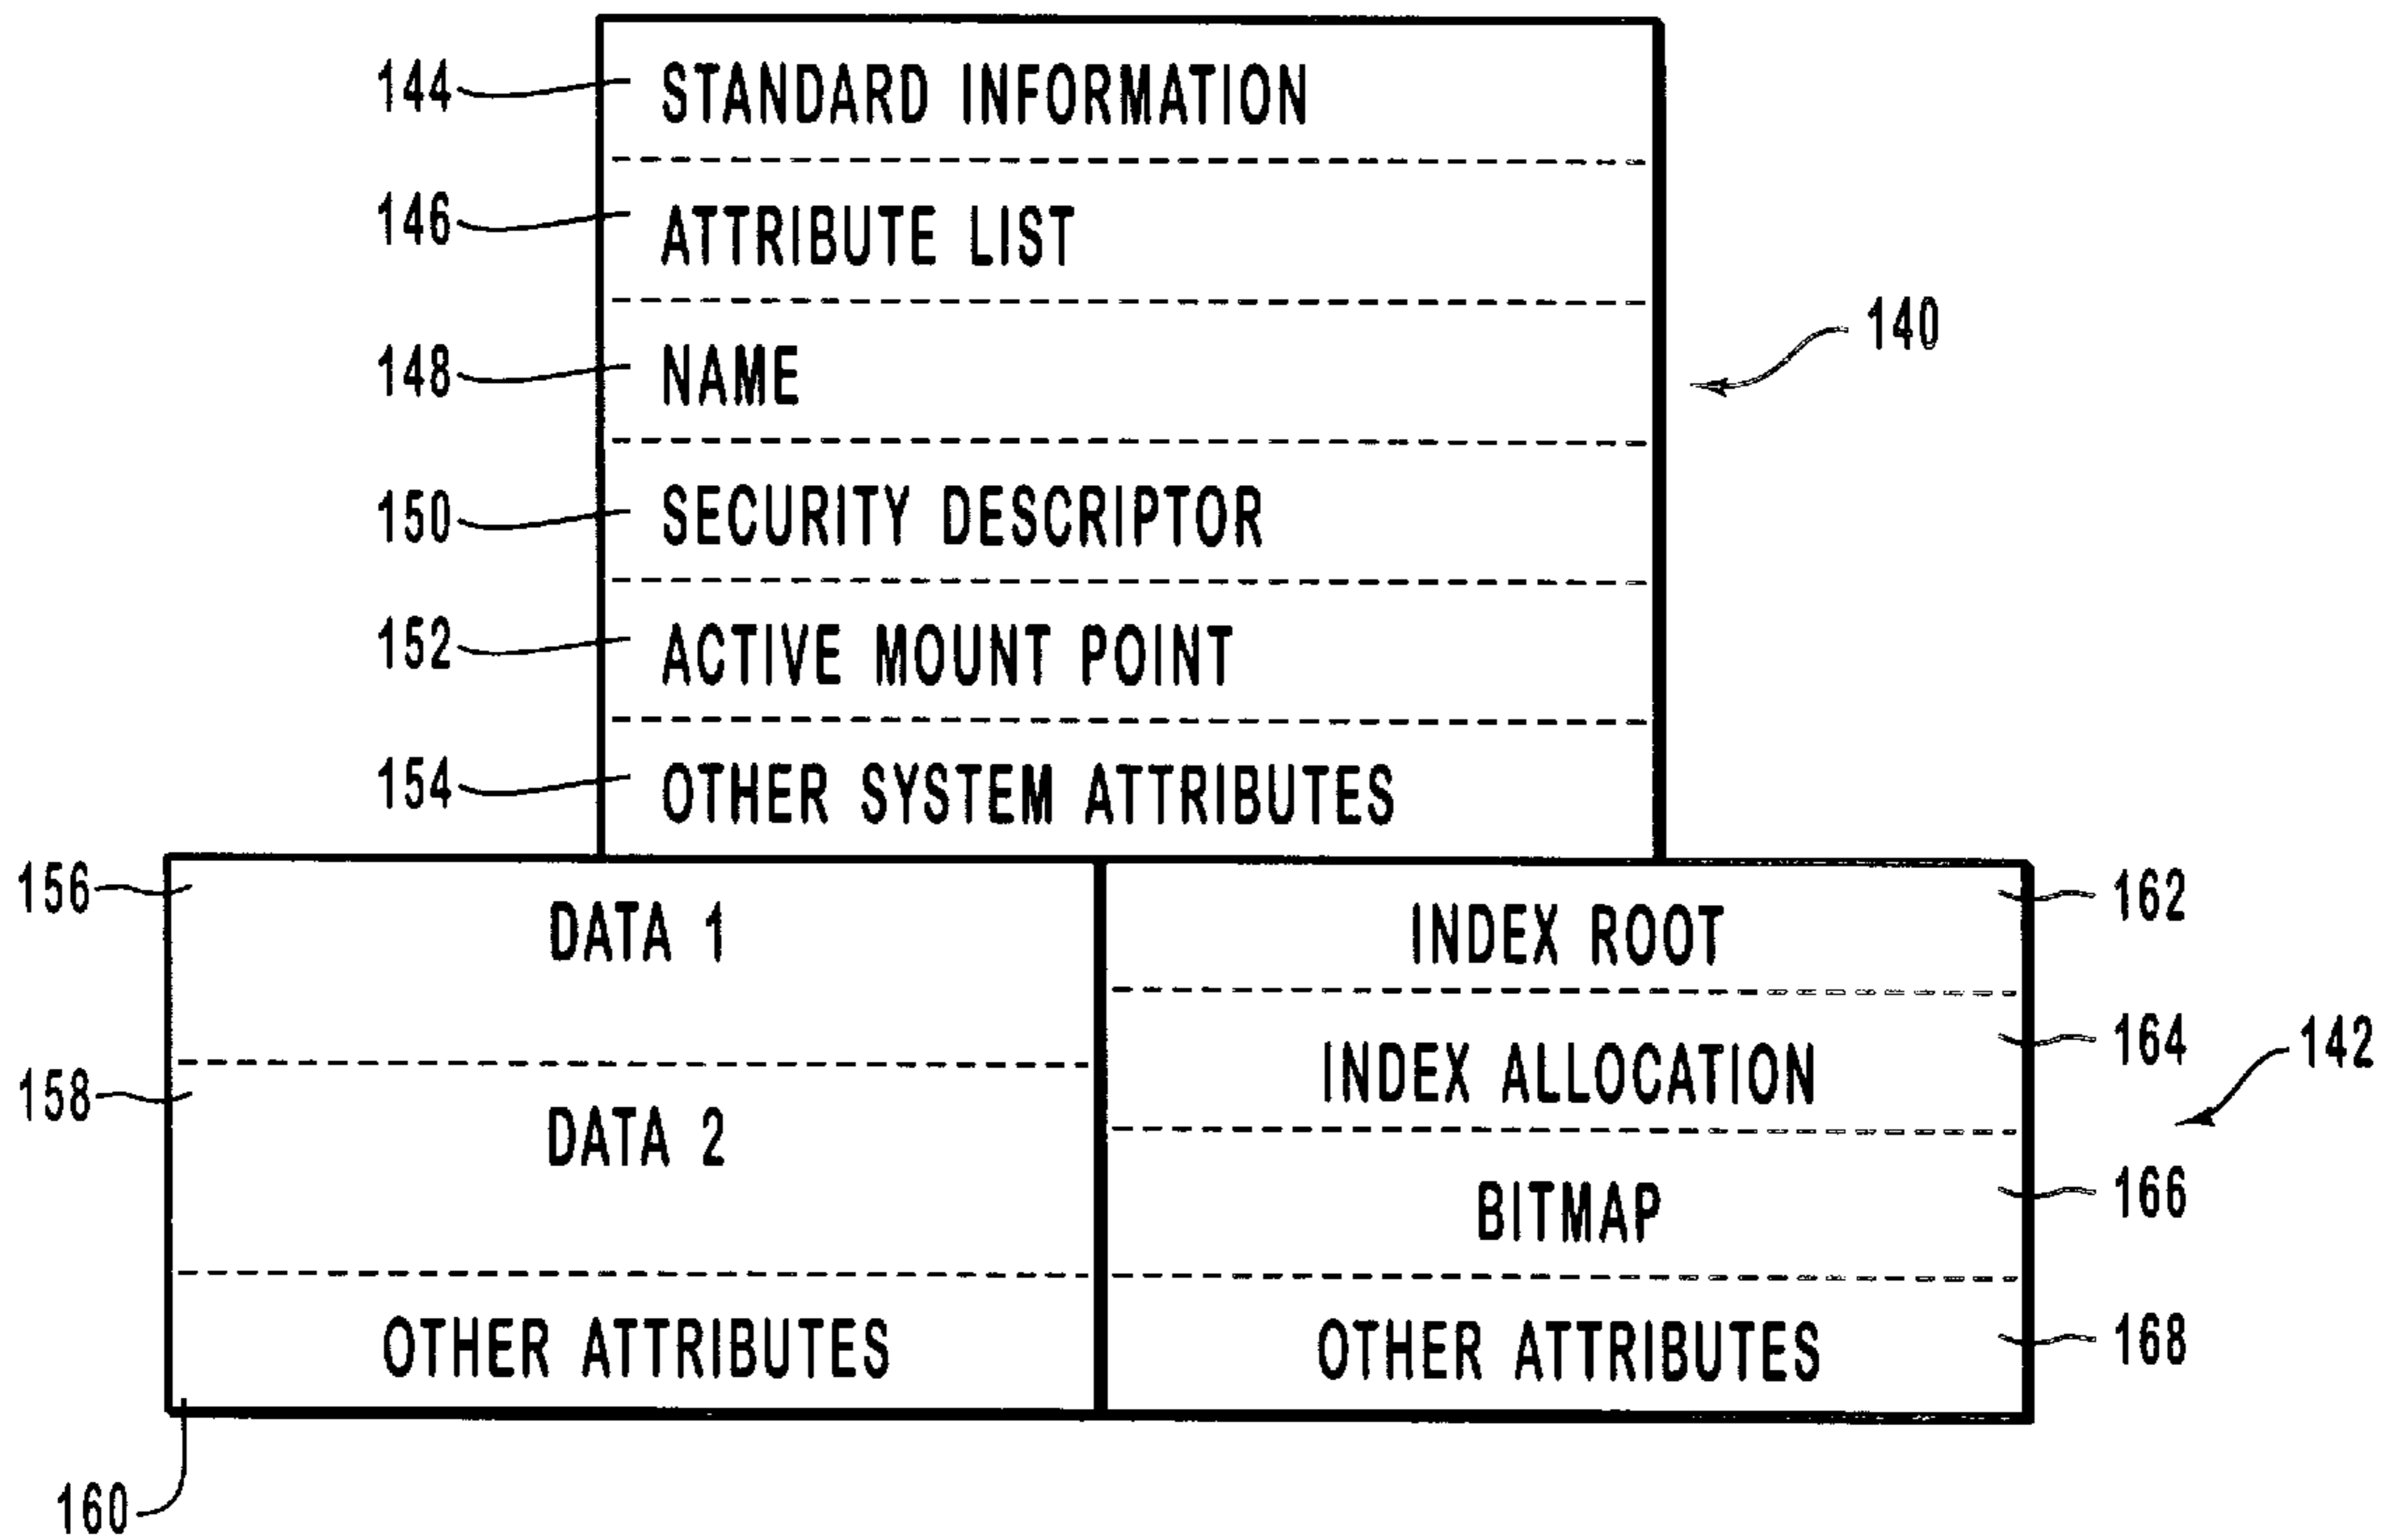 144 STANDARD INFORMATION
146 ATTRIBUTE LIST
140
148 NAME
150 SECURITY DESCRIPTOR
152 ACTIVE MOUNT POINT
154 OTHER SYSTEM ATTRIBUTES
156 DATA 1
158 DATA 2
OTHER ATTRIBUTES
160
INDEX ROOT 162
INDEX ALLOCATION 164
142
BITMAP 166
OTHER ATTRIBUTES 168